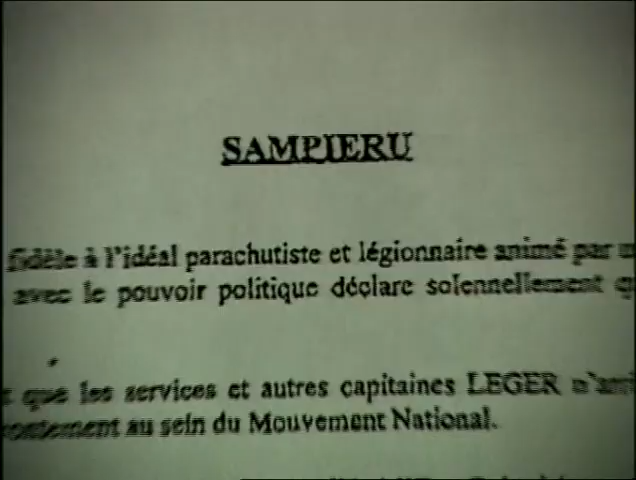 SAMPIERU
fidèle à l'idéal parachutiste et légionnaire animé par
avec le pouvoir politique déclare solennellement
que les services et autres capitaines LEGER
au sein du Mouvement National.